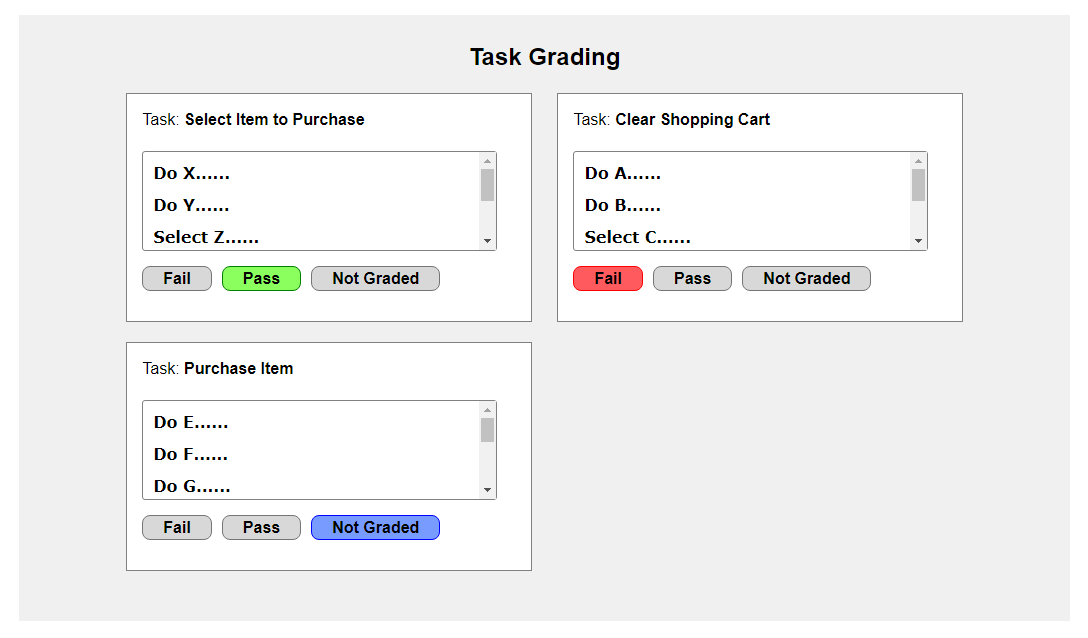 Task Grading
Task: Select Item to Purchase
Do X......
Do Y......
Select Z......
Fail Pass Not Graded
Task: Clear Shopping Cart
Do A......
Do B......
Select C......
Fail Pass Not Graded
Task: Purchase Item
Do E......
Do F......
Do G......
Fail Pass Not Graded